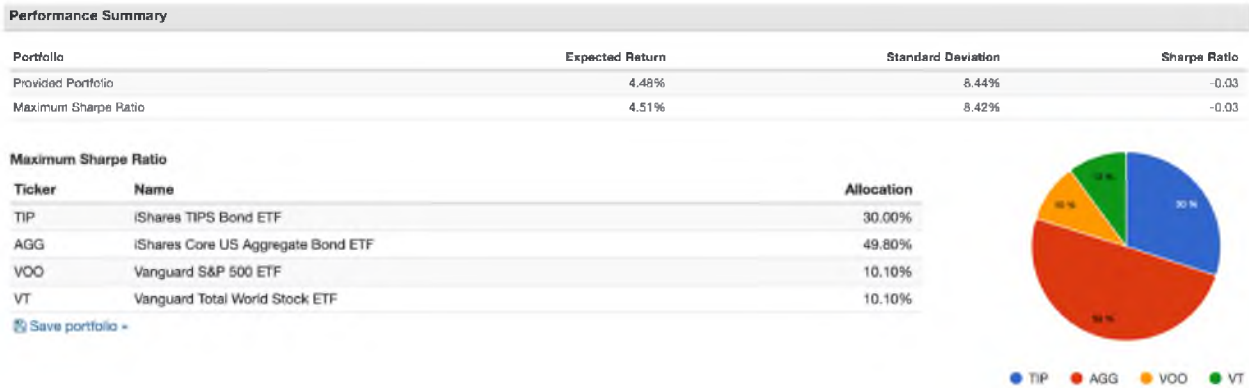 Performance Summary
Portfolio Expected Return Standard Deviation Sharpe Ratio
Provided Portfolio 4.48% 8.44% -0.03
Maximum Sharpe Ratio 4.51% 8.42% -0.03
Maximum Sharpe Ratio
Ticker Name Allocation
TIP iShares TIPS Bond ETF 30.00%
AGG iShares Core US Aggregate Bond ETF 49.80%
VOO Vanguard S&P 500 ETF 10.10%
VT Vanguard Total World Stock ETF 10.10%
Save portfolio
30 %
TIP AGG VOO VT